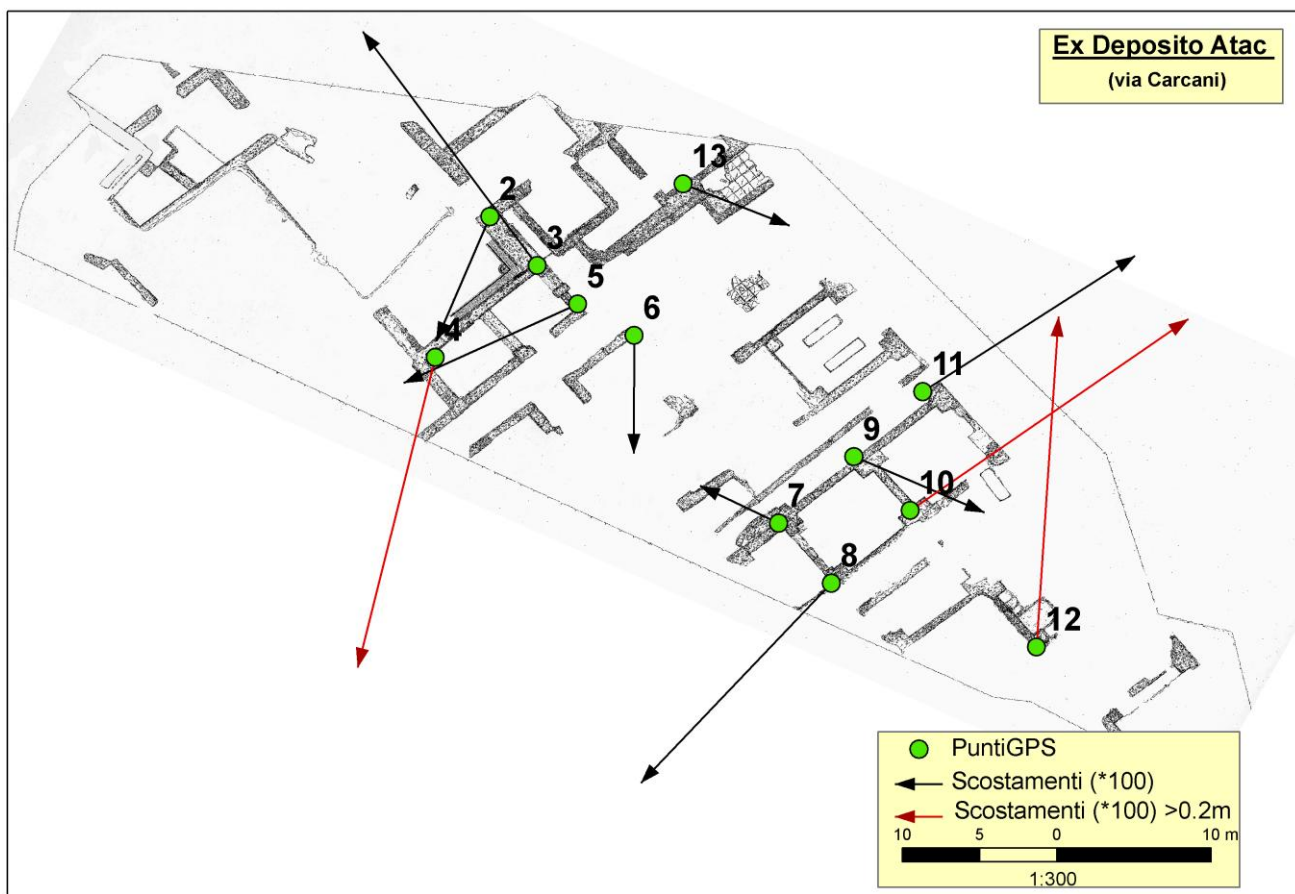 Ex Deposito Atac
(via Carcani)
13
2
3
5
6
4
11
9
10
7
8
12
PuntiGPS
Scostamenti (*100)
Scostamenti (*100) >0.2m
10 5 0 10 m
1:300